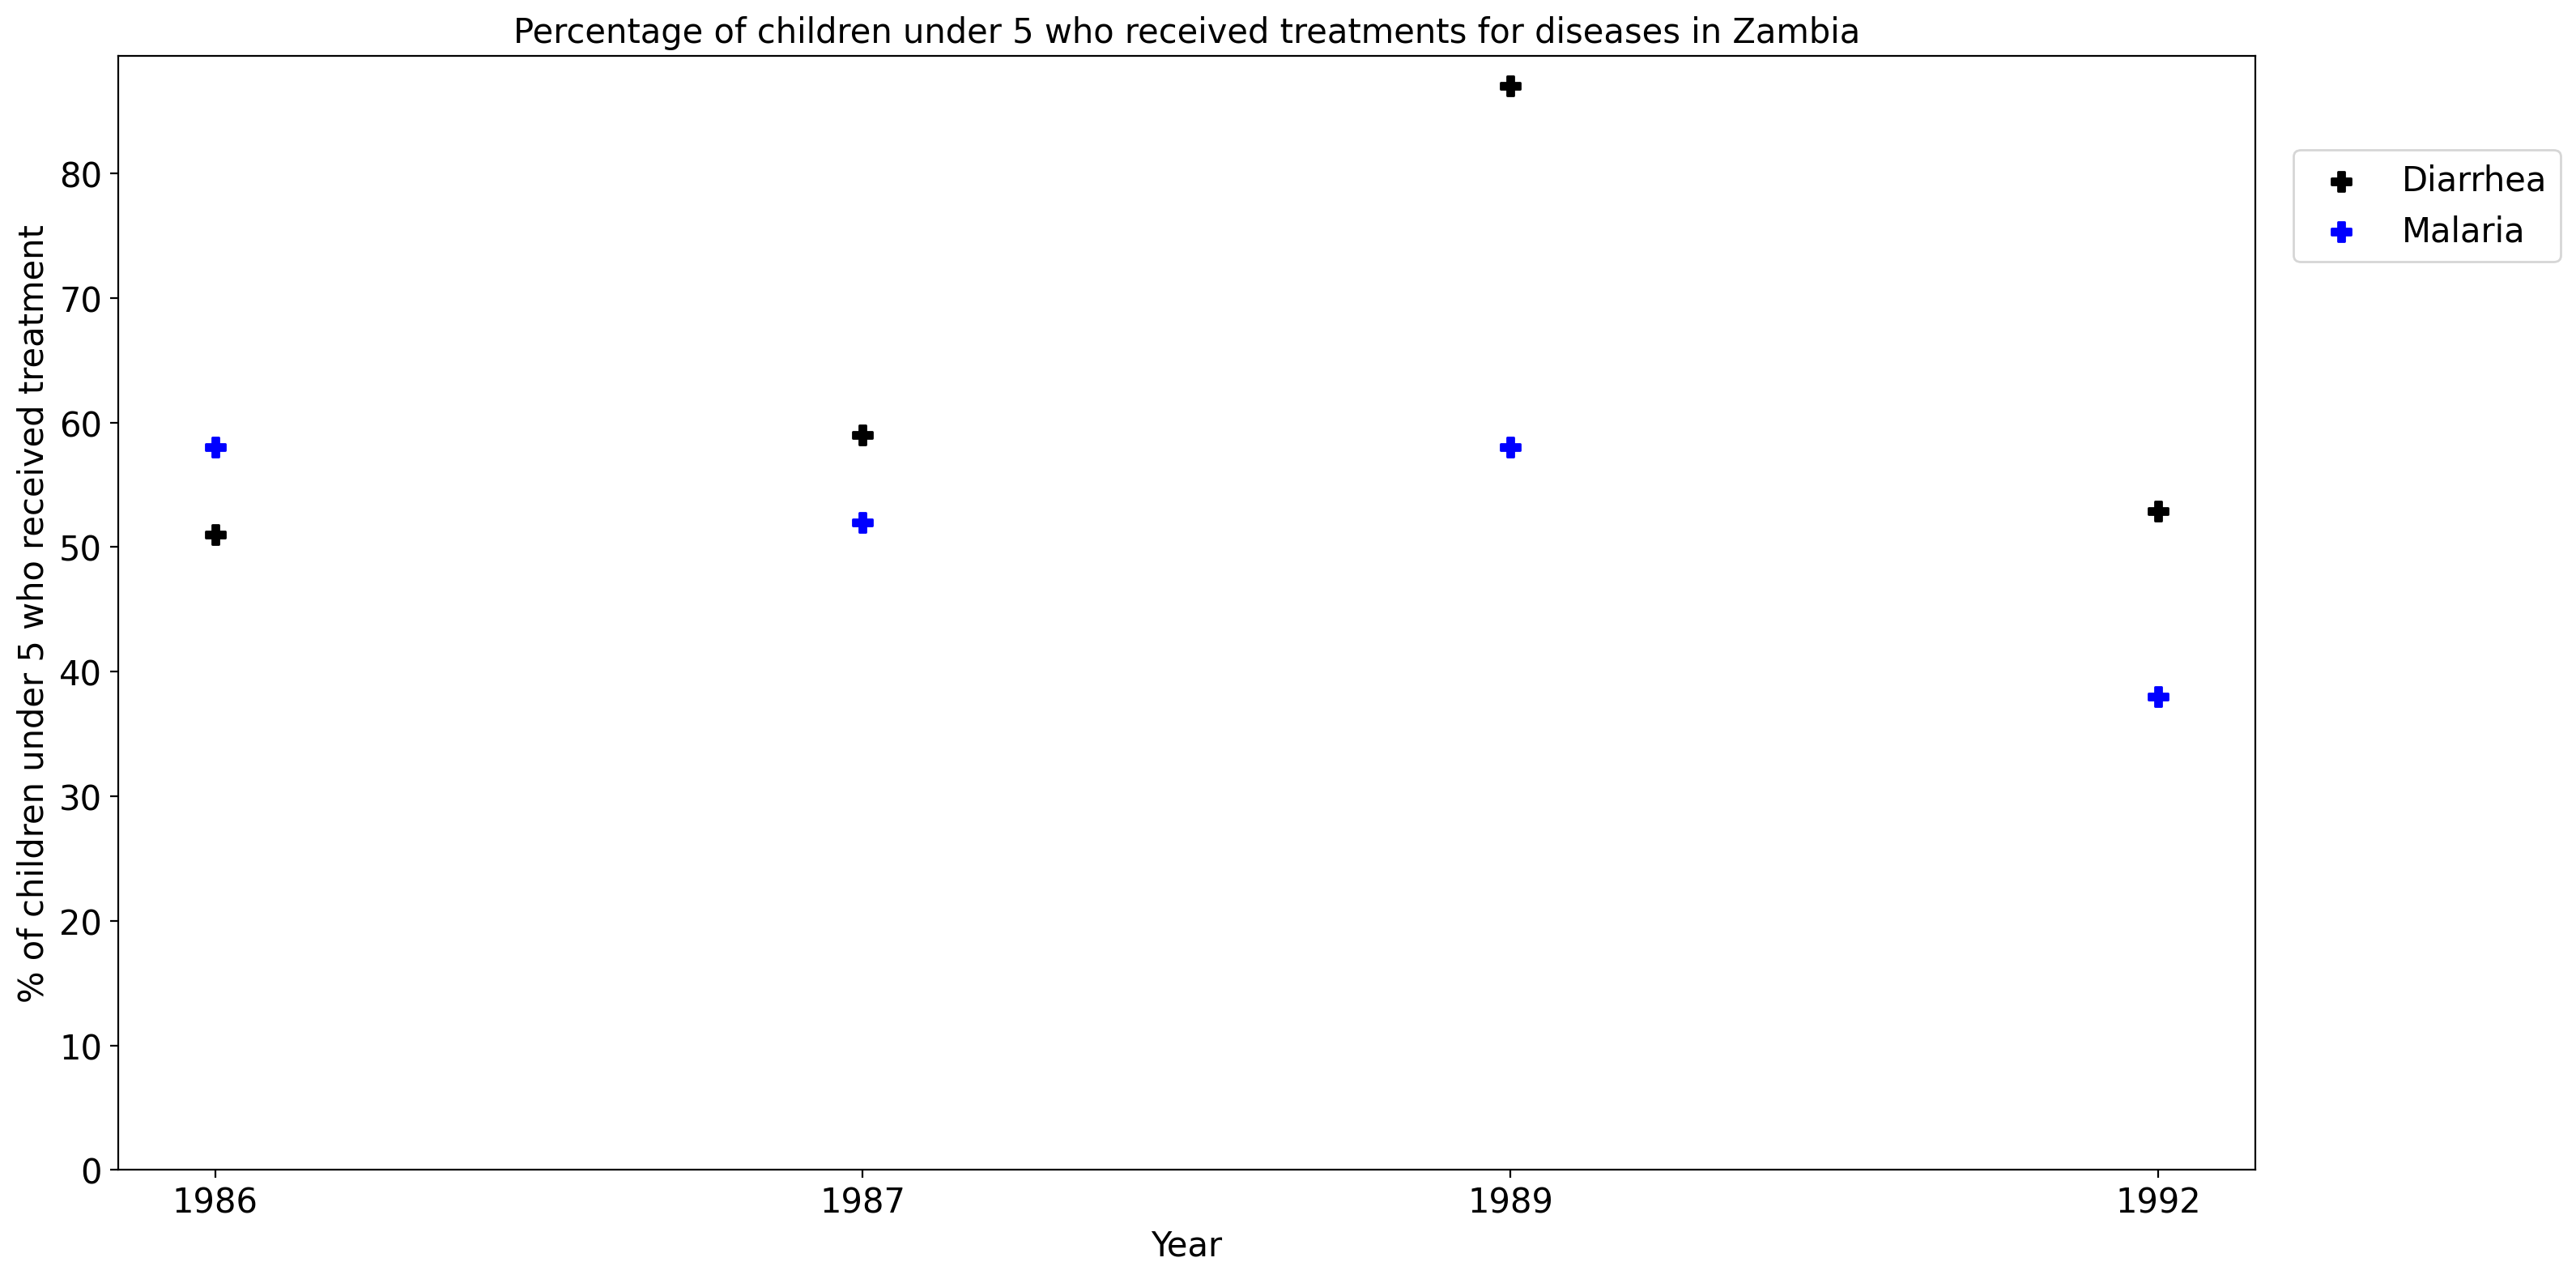 Percentage of children under 5 who received treatments for diseases in Zambia
% of children under 5 who received treatment
80
70
60
50
40
30
20
10
0
1986
1987
1989
1992
Year
Diarrhea
Malaria